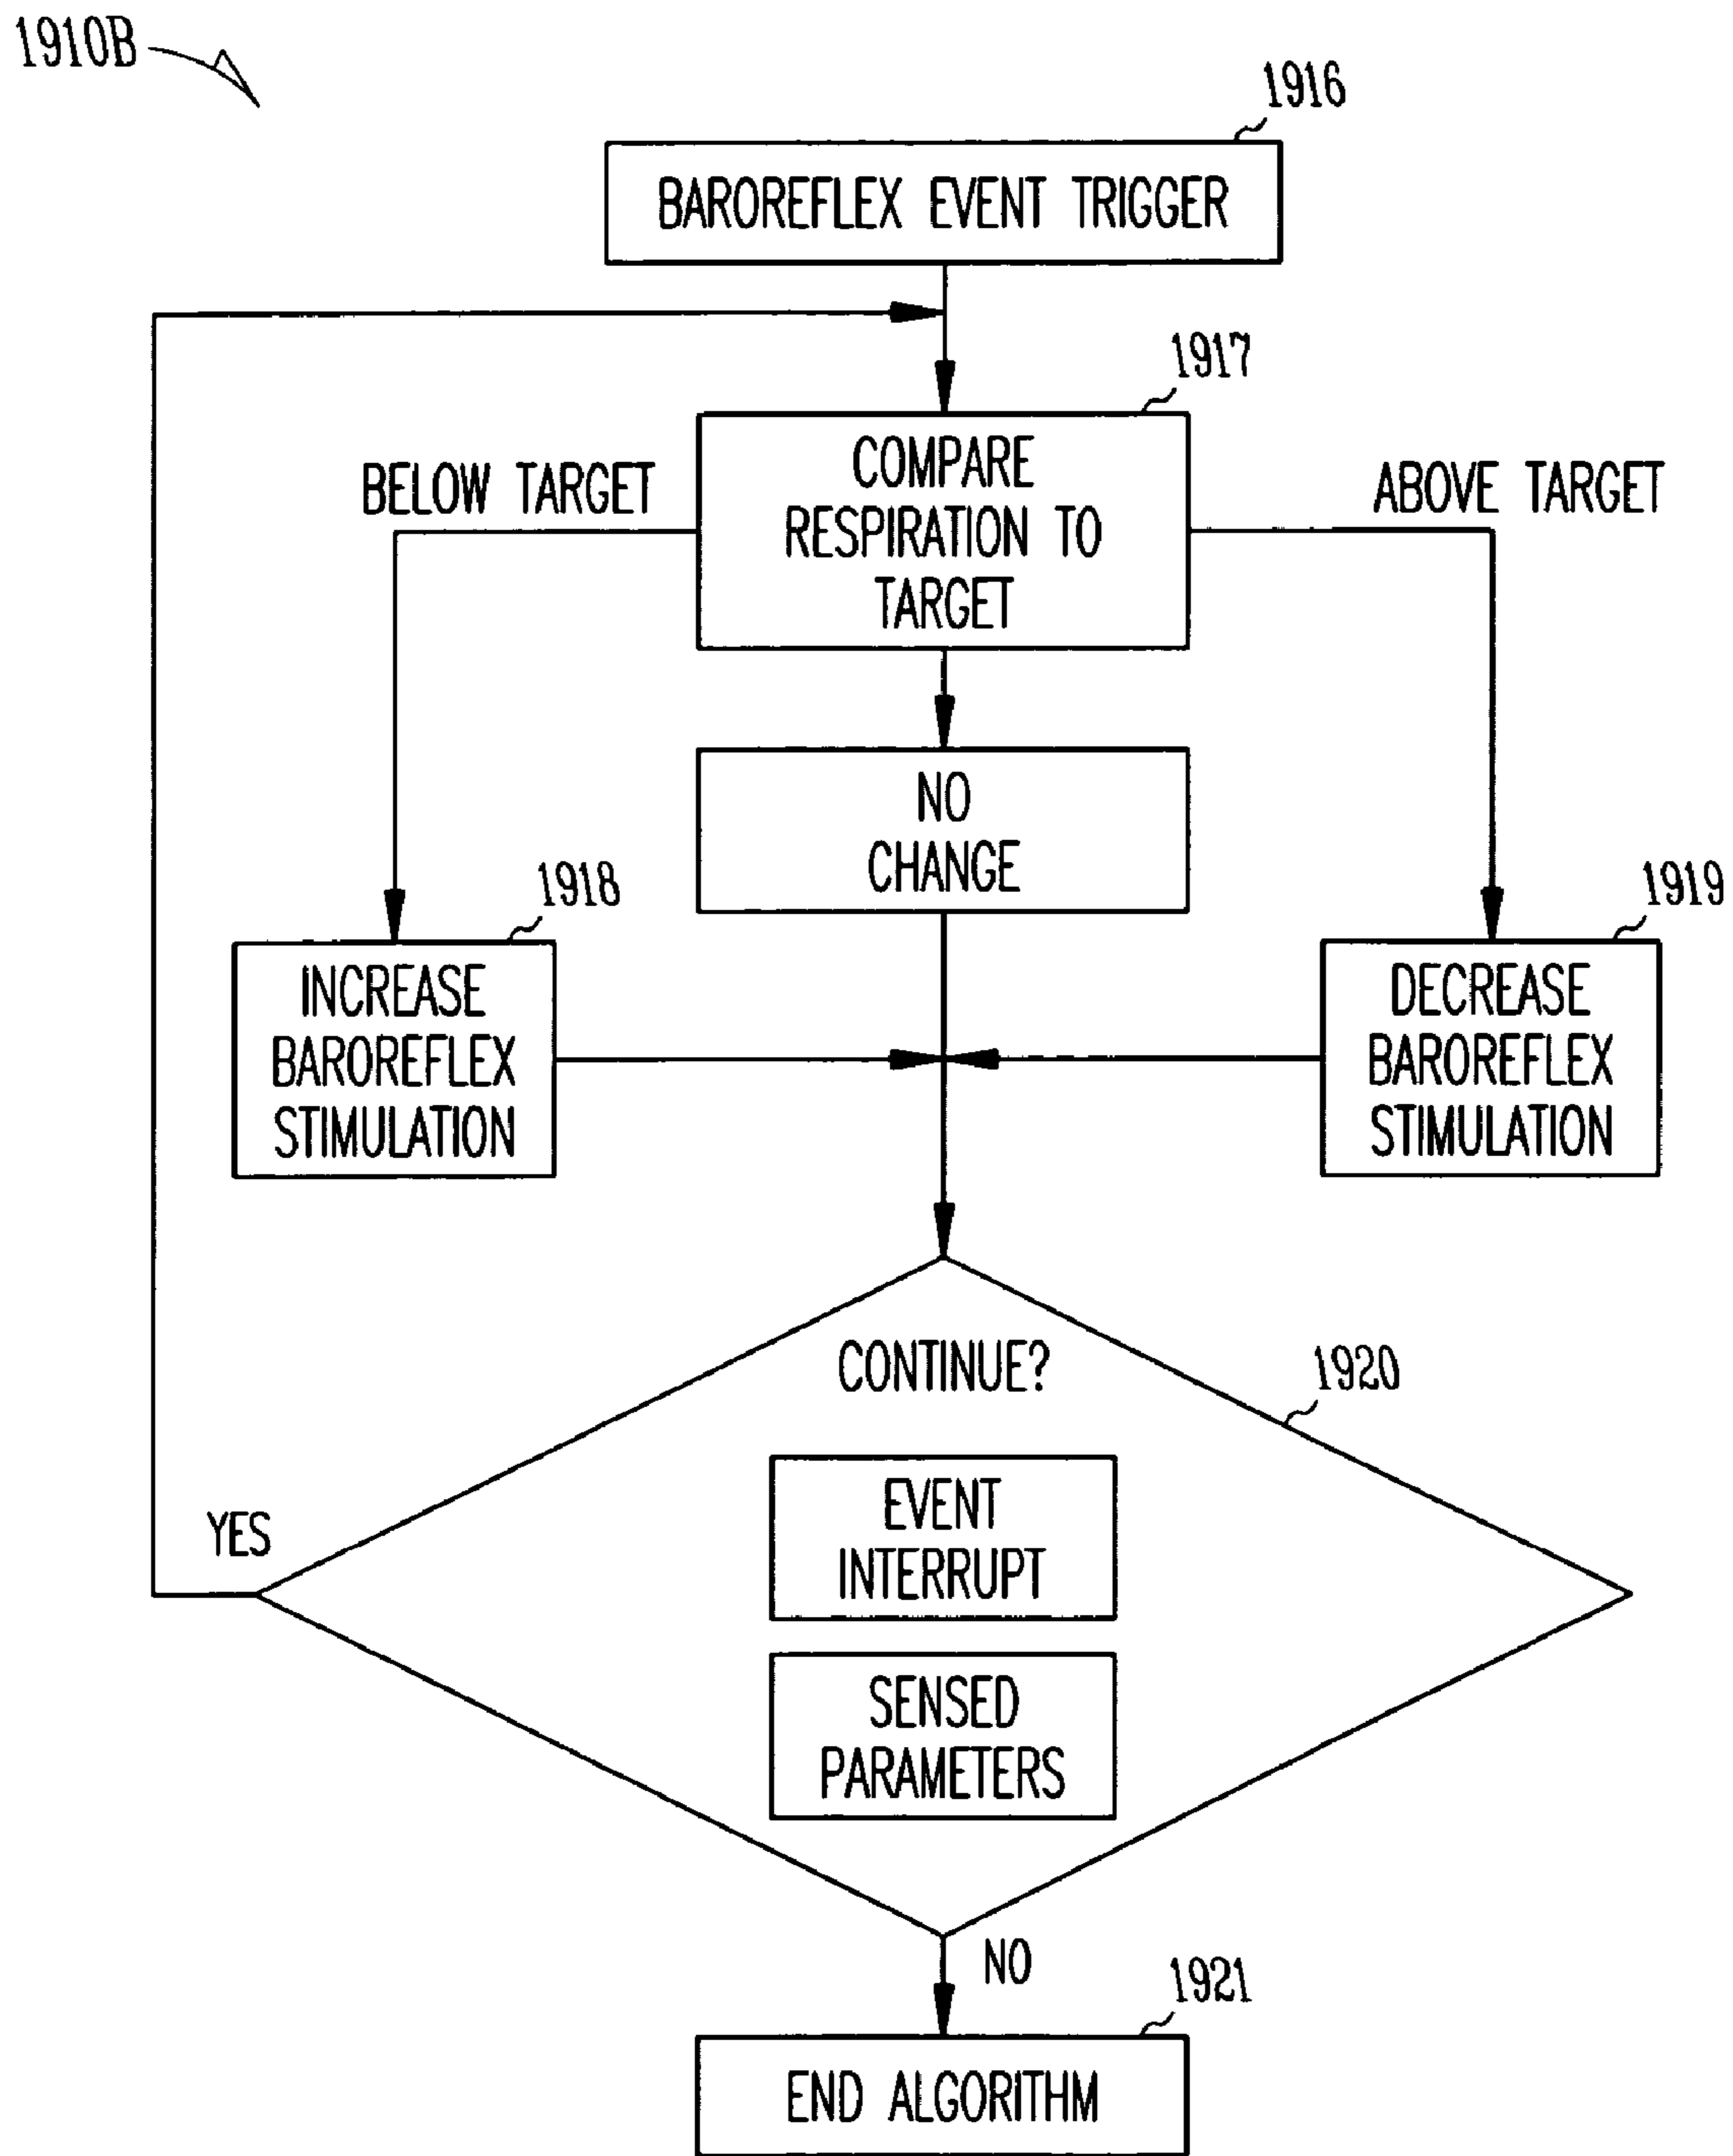 1910B
1916
BAROREFLEX EVENT TRIGGER
1917
COMPARE
RESPIRATION TO
TARGET
BELOW TARGET
ABOVE TARGET
NO
CHANGE
1918
INCREASE
BAROREFLEX
STIMULATION
1919
DECREASE
BAROREFLEX
STIMULATION
CONTINUE?
1920
EVENT
INTERRUPT
SENSED
PARAMETERS
YES
NO
1921
END ALGORITHM